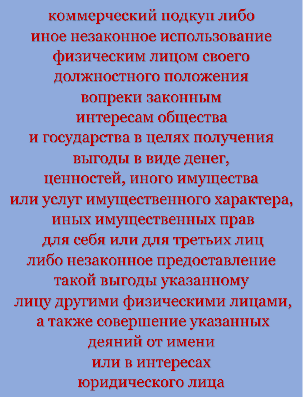 коммерческий подкуп либо
иное незаконное использование
физическим лицом своего
должностного положения
вопреки законным
интересам общества
и государства в целях получения
выгоды в виде денег,
ценностей, иного имущества
или услуг имущественного характера,
иных имущественных прав
для себя или для третьих лиц
либо незаконное предоставление
такой выгоды указанному
лицу другими физическими лицами,
а также совершение указанных
деяний от имени
или в интересах
юридического лица